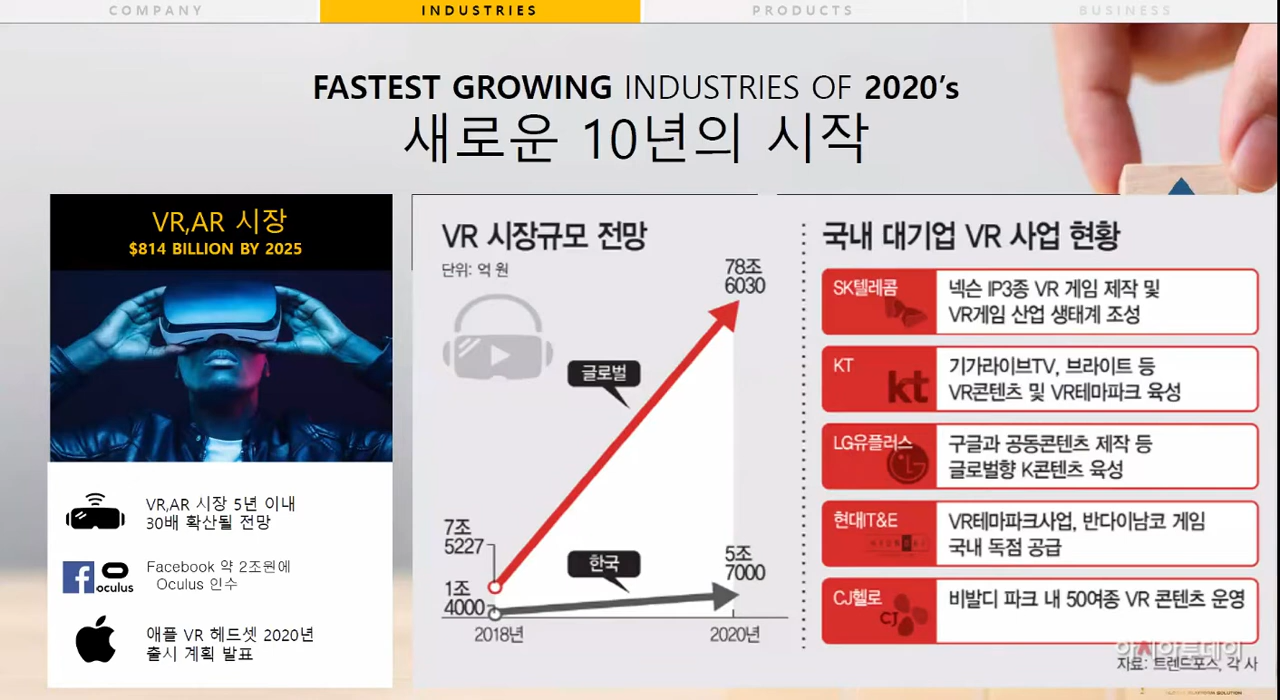 COMPANY
INDUSTRIES
PRODUCTS
BUSINESS
FASTEST GROWING INDUSTRIES OF 2020's
새로운 10년의 시작
VR,AR 시장
$814 BILLION BY 2025
VR,AR 시장 5년 이내
30배 확산될 전망
Facebook 약 2조원에
Oculus 인수
oculus
애플 VR 헤드셋 2020년
출시 계획 발표
VR 시장규모 전망
단위: 억 원
78조
6030
글로벌
7조
5227
한국
5조
7000
1조
4000
2018년
2020년
국내 대기업 VR 사업 현황
SK텔레콤
넥슨 IP3종 VR 게임 제작 및
VR게임 산업 생태계 조성
KT
kt
기가라이브TV, 브라이트 등
VR콘텐츠 및 VR테마파크 육성
LG유플러스
구글과 공동콘텐츠 제작 등
글로벌향 K콘텐츠 육성
현대IT&E
VR테마파크사업, 반다이남코 게임
국내 독점 공급
CJ헬로
CJ
비발디 파크 내 50여종 VR 콘텐츠 운영
아시아투데이
자료: 트렌드포스, 각 사